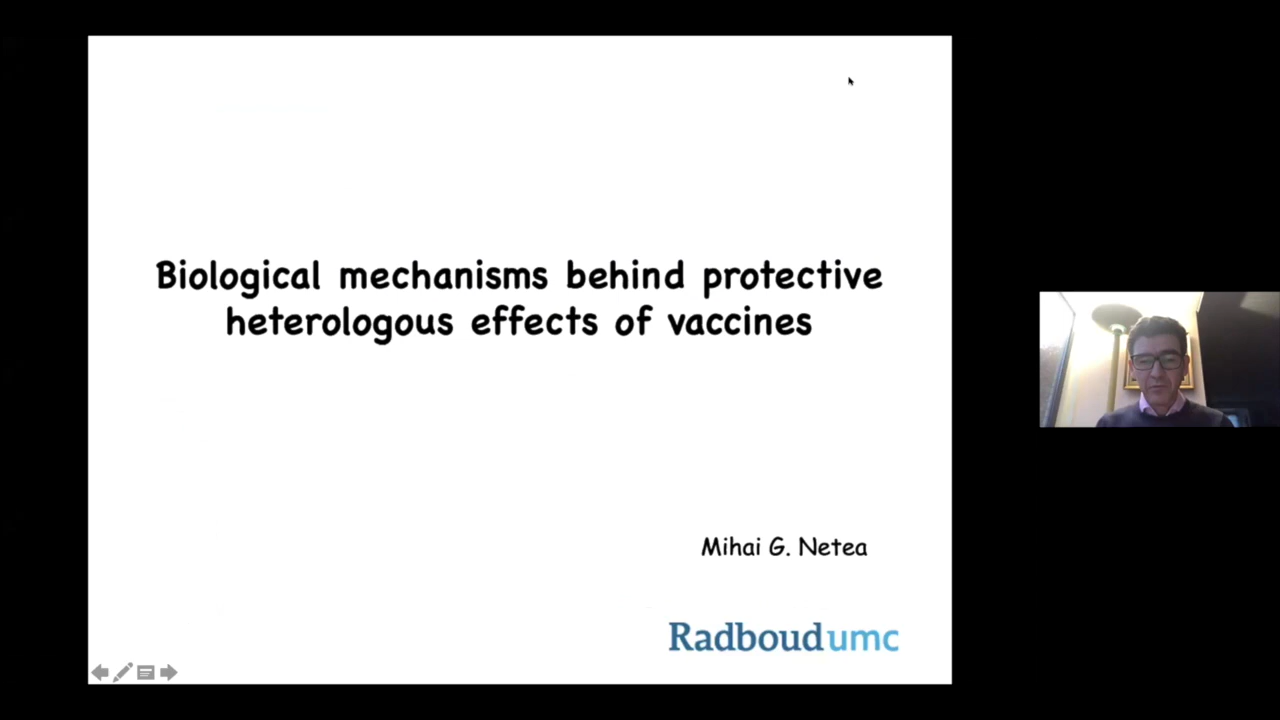 Biological mechanisms behind protective
heterologous effects of vaccines
Mihai G. Netea
Radboudumc